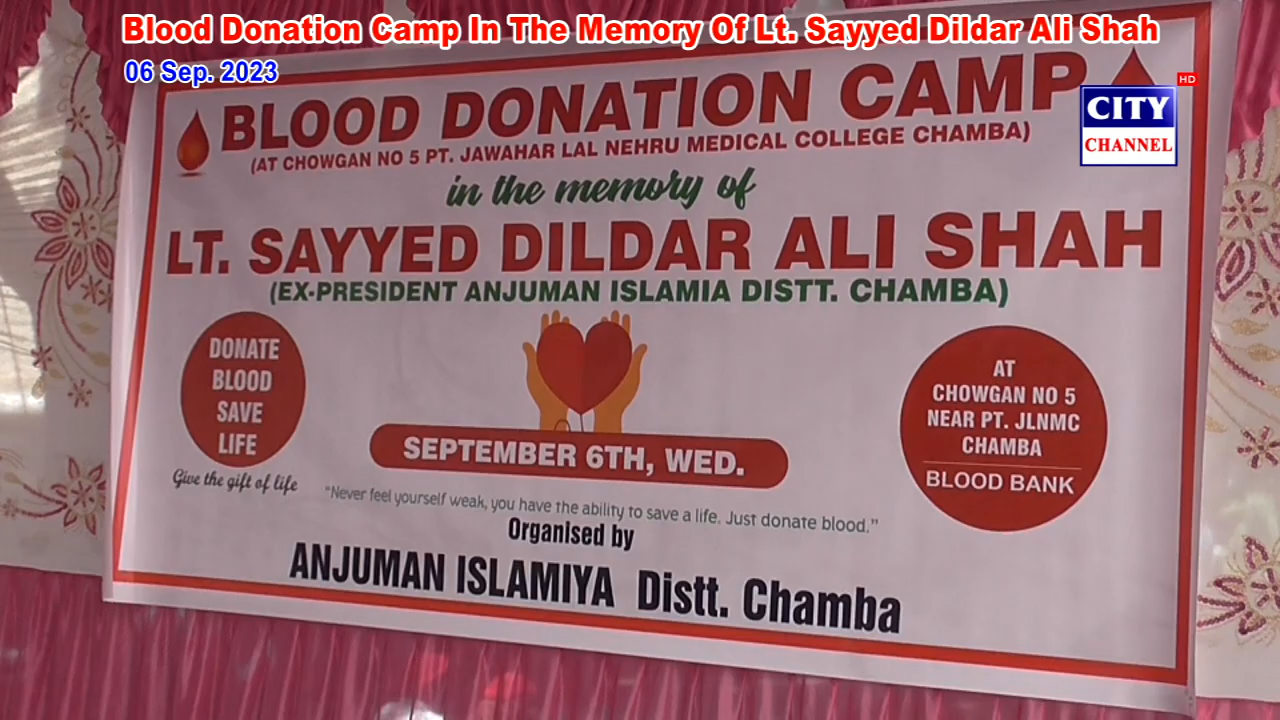 Blood Donation Camp In The Memory Of Lt. Sayyed Dildar Ali Shah
06 Sep. 2023
HD
CITY
CHANNEL
BLOOD DONATION CAMP
(AT CHOWGAN NO 5 PT. JAWAHAR LAL NEHRU MEDICAL COLLEGE CHAMBA)
in the memory of
LT. SAYYED DILDAR ALI SHAH
(EX-PRESIDENT ANJUMAN ISLAMIA DISTT. CHAMBA)
DONATE
BLOOD
SAVE
LIFE
Give the gift of life
SEPTEMBER 6TH, WED.
AT
CHOWGAN NO 5
NEAR PT. JLNMC
CHAMBA
BLOOD BANK
"Never feel yourself weak, you have the ability to save a life. Just donate blood."
Organised by
ANJUMAN ISLAMIYA Distt. Chamba